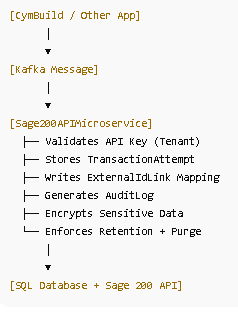 [CymBuild / Other App]
│
▼
[Kafka Message]
│
▼
[Sage200APIMicroservice]
├── Validates API Key (Tenant)
├── Stores TransactionAttempt
├── Writes ExternalIdLink Mapping
├── Generates AuditLog
├── Encrypts Sensitive Data
└── Enforces Retention + Purge
│
▼
[SQL Database + Sage 200 API]